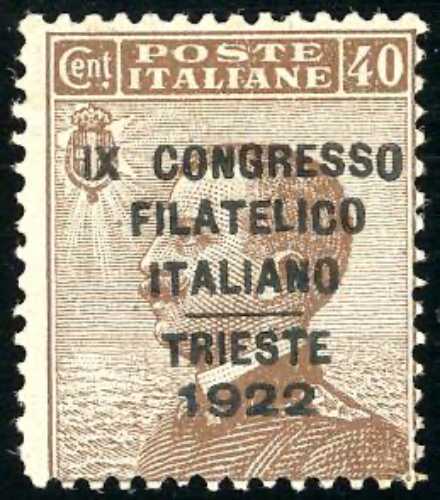 Cent. POSTE 40
ITALIANE
IX CONGRESSO
FILATELICO
ITALIANO
TRIESTE
1922